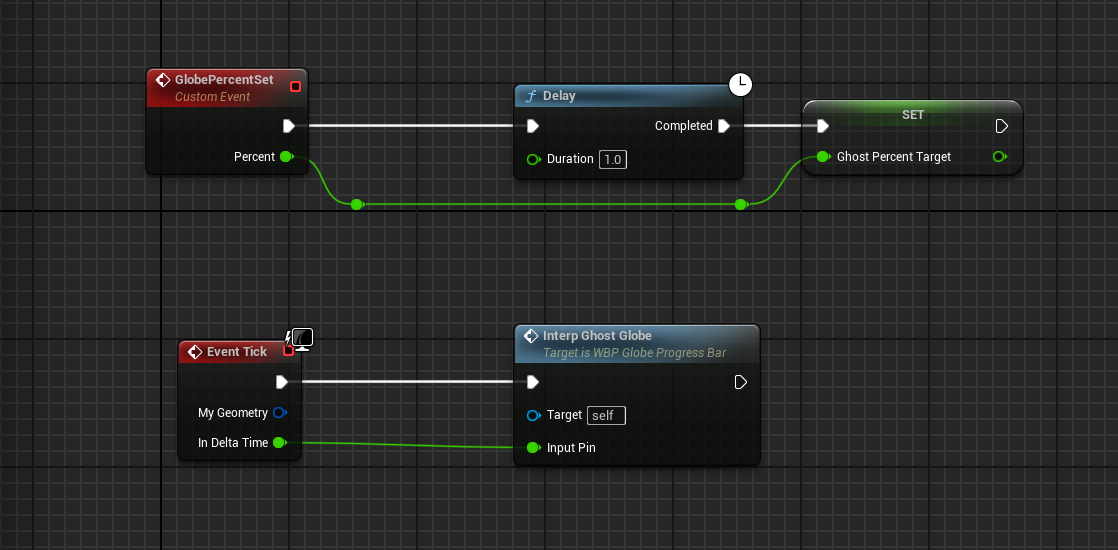 GlobePercentSet
Custom Event
Percent
Delay
Completed
Duration 1.0
SET
Ghost Percent Target
Event Tick
My Geometry
In Delta Time
Interp Ghost Globe
Target is WBP Globe Progress Bar
Target self
Input Pin